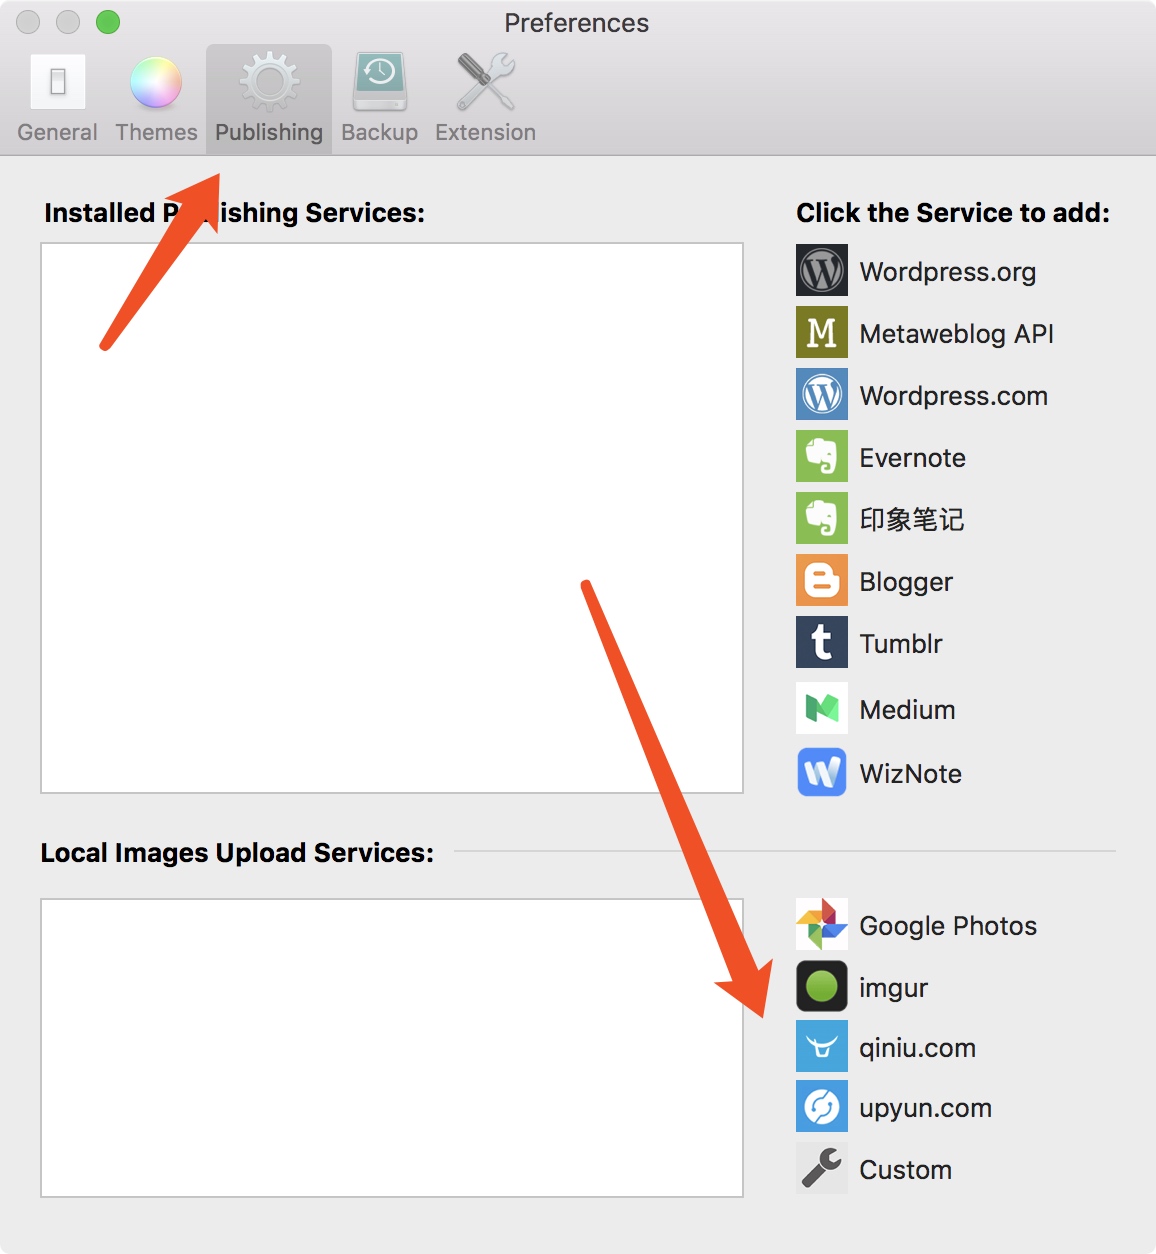 Preferences
General
Themes
Publishing
Backup
Extension
Installed Publishing Services:
Click the Service to add:
Wordpress.org
M
Metaweblog API
Wordpress.com
Evernote
印象笔记
Blogger
Tumblr
Medium
WizNote
Local Images Upload Services:
Google Photos
imgur
qiniu.com
upyun.com
Custom